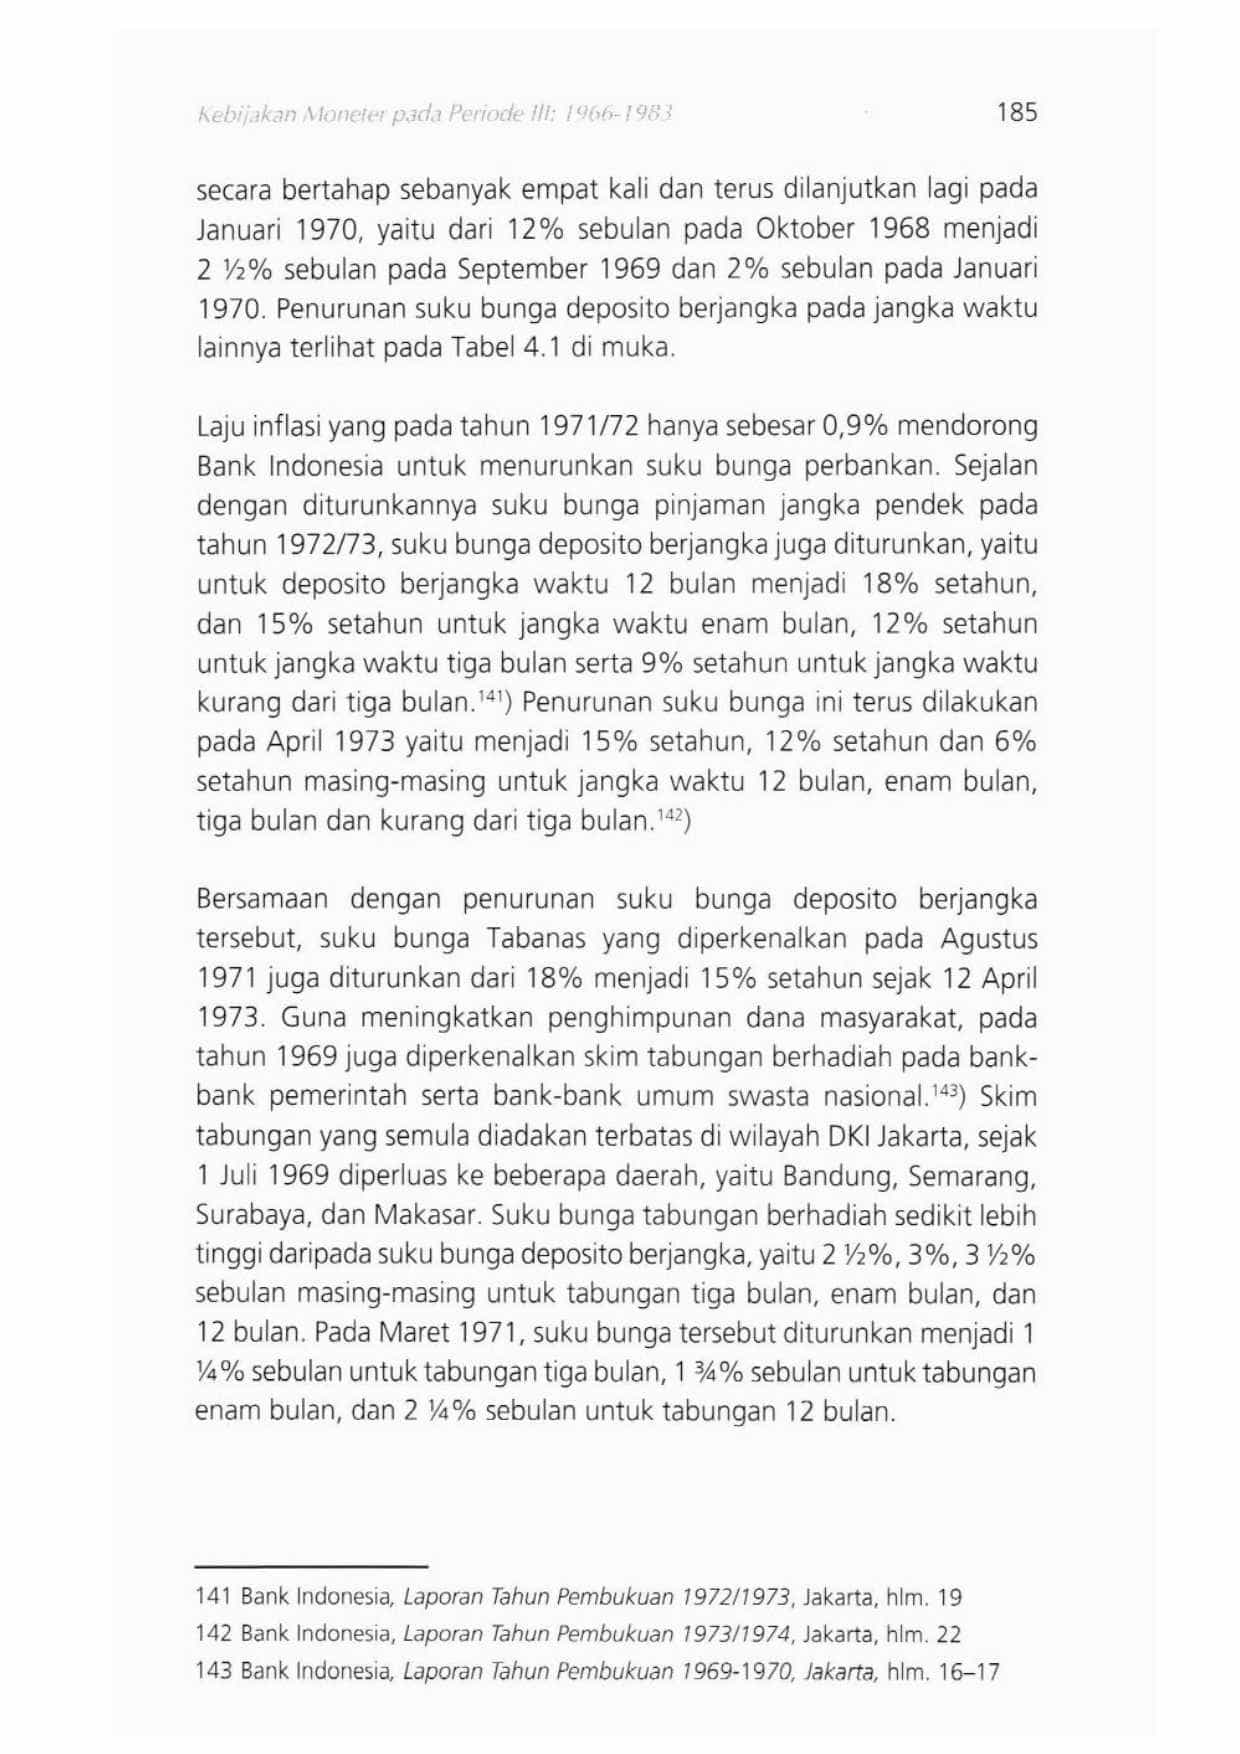 Kebijakan Moneter pada Periode III: 1966-1983
185
secara bertahap sebanyak empat kali dan terus dilanjutkan lagi pada
Januari 1970, yaitu dari 12% sebulan pada Oktober 1968 menjadi
2 ½% sebulan pada September 1969 dan 2% sebulan pada Januari
1970. Penurunan suku bunga deposito berjangka pada jangka waktu
lainnya terlihat pada Tabel 4.1 di muka.
Laju inflasi yang pada tahun 1971/72 hanya sebesar 0,9% mendorong
Bank Indonesia untuk menurunkan suku bunga perbankan. Sejalan
dengan diturunkannya suku bunga pinjaman jangka pendek pada
tahun 1972/73, suku bunga deposito berjangka juga diturunkan, yaitu
untuk deposito berjangka waktu 12 bulan menjadi 18% setahun,
dan 15% setahun untuk jangka waktu enam bulan, 12% setahun
untuk jangka waktu tiga bulan serta 9% setahun untuk jangka waktu
kurang dari tiga bulan.¹⁴¹) Penurunan suku bunga ini terus dilakukan
pada April 1973 yaitu menjadi 15% setahun, 12% setahun dan 6%
setahun masing-masing untuk jangka waktu 12 bulan, enam bulan,
tiga bulan dan kurang dari tiga bulan.¹⁴²)
Bersamaan dengan penurunan suku bunga deposito berjangka
tersebut, suku bunga Tabanas yang diperkenalkan pada Agustus
1971 juga diturunkan dari 18% menjadi 15% setahun sejak 12 April
1973. Guna meningkatkan penghimpunan dana masyarakat, pada
tahun 1969 juga diperkenalkan skim tabungan berhadiah pada bank-
bank pemerintah serta bank-bank umum swasta nasional.¹⁴³) Skim
tabungan yang semula diadakan terbatas di wilayah DKI Jakarta, sejak
1 Juli 1969 diperluas ke beberapa daerah, yaitu Bandung, Semarang,
Surabaya, dan Makasar. Suku bunga tabungan berhadiah sedikit lebih
tinggi daripada suku bunga deposito berjangka, yaitu 2 ½%, 3%, 3 ½%
sebulan masing-masing untuk tabungan tiga bulan, enam bulan, dan
12 bulan. Pada Maret 1971, suku bunga tersebut diturunkan menjadi 1
¼% sebulan untuk tabungan tiga bulan, 1 ¾% sebulan untuk tabungan
enam bulan, dan 2 ¼% sebulan untuk tabungan 12 bulan.
141 Bank Indonesia, Laporan Tahun Pembukuan 1972/1973, Jakarta, hlm. 19
142 Bank Indonesia, Laporan Tahun Pembukuan 1973/1974, Jakarta, hlm. 22
143 Bank Indonesia, Laporan Tahun Pembukuan 1969-1970, Jakarta, hlm. 16–17